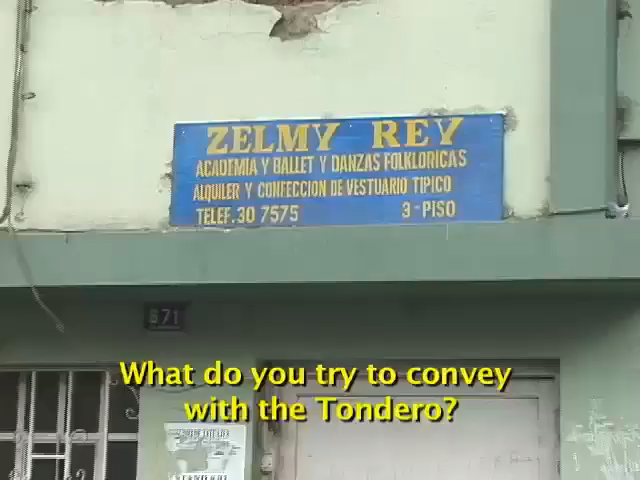 ZELMY REY
ACADEMIA Y BALLET Y DANZAS FOLKLORICAS
ALQUILER Y CONFECCION DE VESTUARIO TIPICO
TELEF. 30 7575 3-PISO
671
What do you try to convey
with the Tondero?